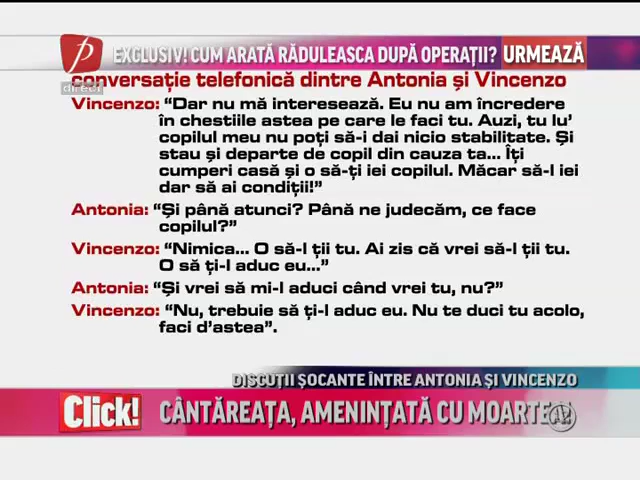 EXCLUSIV! CUM ARATĂ RĂDULEASCA DUPĂ OPERAȚII? URMEAZĂ
p
direct
conversație telefonică dintre Antonia și Vincenzo
Vincenzo: “Dar nu mă interesează. Eu nu am încredere
în chestiile astea pe care le faci tu. Auzi, tu lu’
copilul meu nu poți să-i dai nicio stabilitate. Și
stau și departe de copil din cauza ta... Îți
cumperi casă și o să-ți iei copilul. Măcar să-l iei
dar să ai condiții!”
Antonia: “Și până atunci? Până ne judecăm, ce face
copilul?”
Vincenzo: “Nimica... O să-l ții tu. Ai zis că vrei să-l ții tu.
O să ți-l aduc eu...”
Antonia: “Și vrei să mi-l aduci când vrei tu, nu?”
Vincenzo: “Nu, trebuie să ți-l aduc eu. Nu te duci tu acolo,
faci d’astea”.
DISCUȚII ȘOCANTE ÎNTRE ANTONIA ȘI VINCENZO
Click! CÂNTĂREAȚA, AMENINȚATĂ CU MOARTEA!